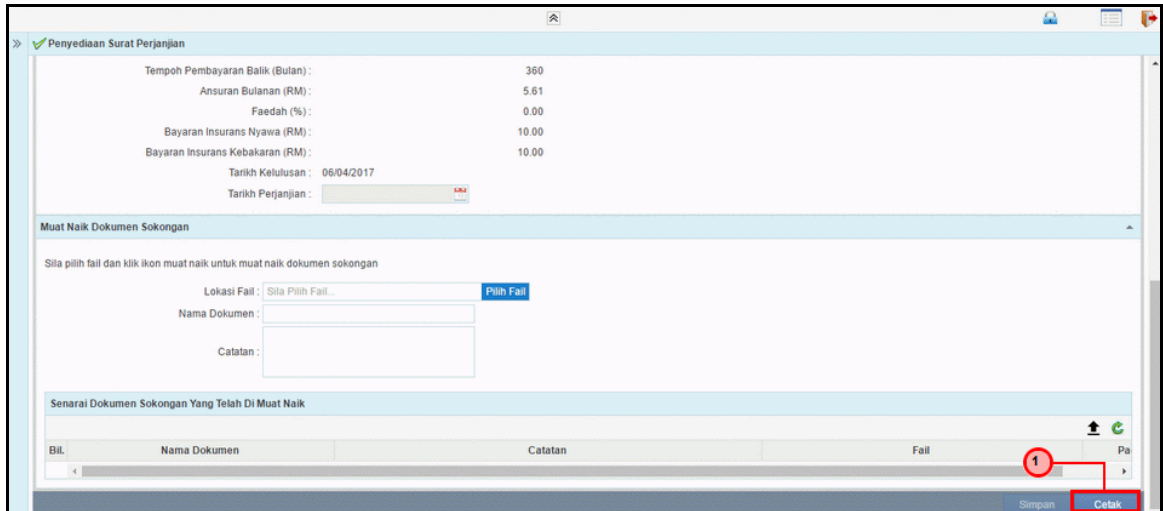 Penyediaan Surat Perjanjian
Tempoh Pembayaran Balik (Bulan) : 360
Ansuran Bulanan (RM) : 5.61
Faedah (%) : 0.00
Bayaran Insurans Nyawa (RM) : 10.00
Bayaran Insurans Kebakaran (RM) : 10.00
Tarikh Kelulusan : 06/04/2017
Tarikh Perjanjian :
Muat Naik Dokumen Sokongan
Sila pilih fail dan klik ikon muat naik untuk muat naik dokumen sokongan
Lokasi Fail : Sila Pilih Fail... Pilih Fail
Nama Dokumen :
Catatan :
Senarai Dokumen Sokongan Yang Telah Di Muat Naik
Bil. Nama Dokumen Catatan Fail Pa
1
Simpan Cetak